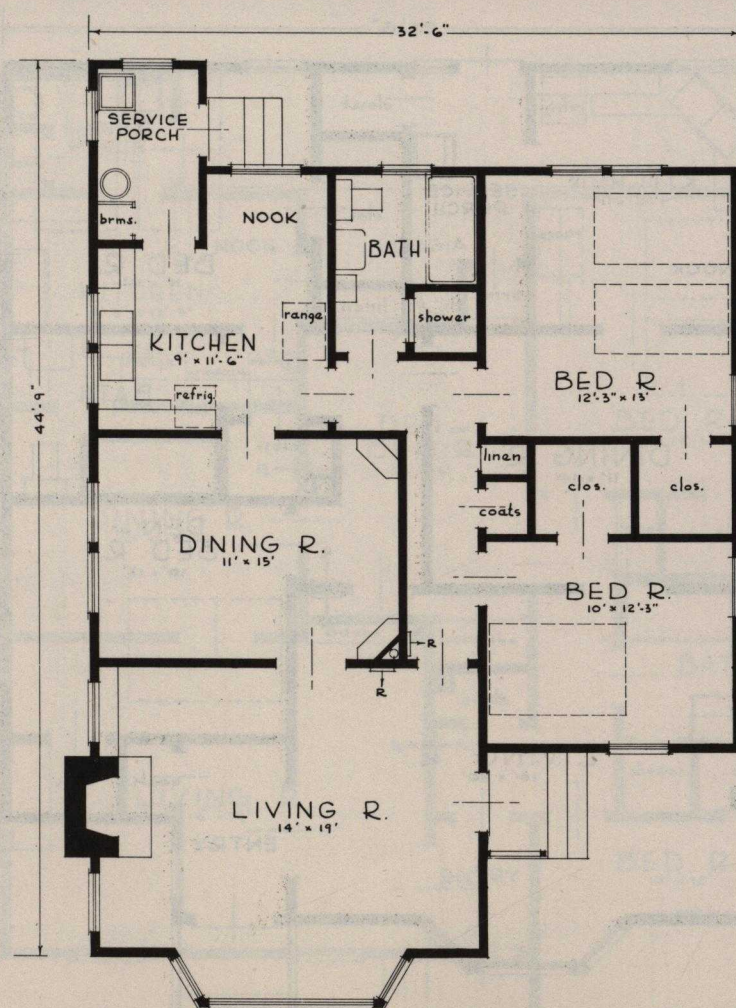 32'-6"
SERVICE
PORCH
brms.
NOOK
BATH
range
shower
KITCHEN
9' x 11'-6"
refrig.
BED R.
12'-3" x 13'
44'-9"
linen
clos.
clos.
coats
DINING R.
11' x 15'
BED R.
10' x 12'-3"
R
R
LIVING R.
14' x 19'